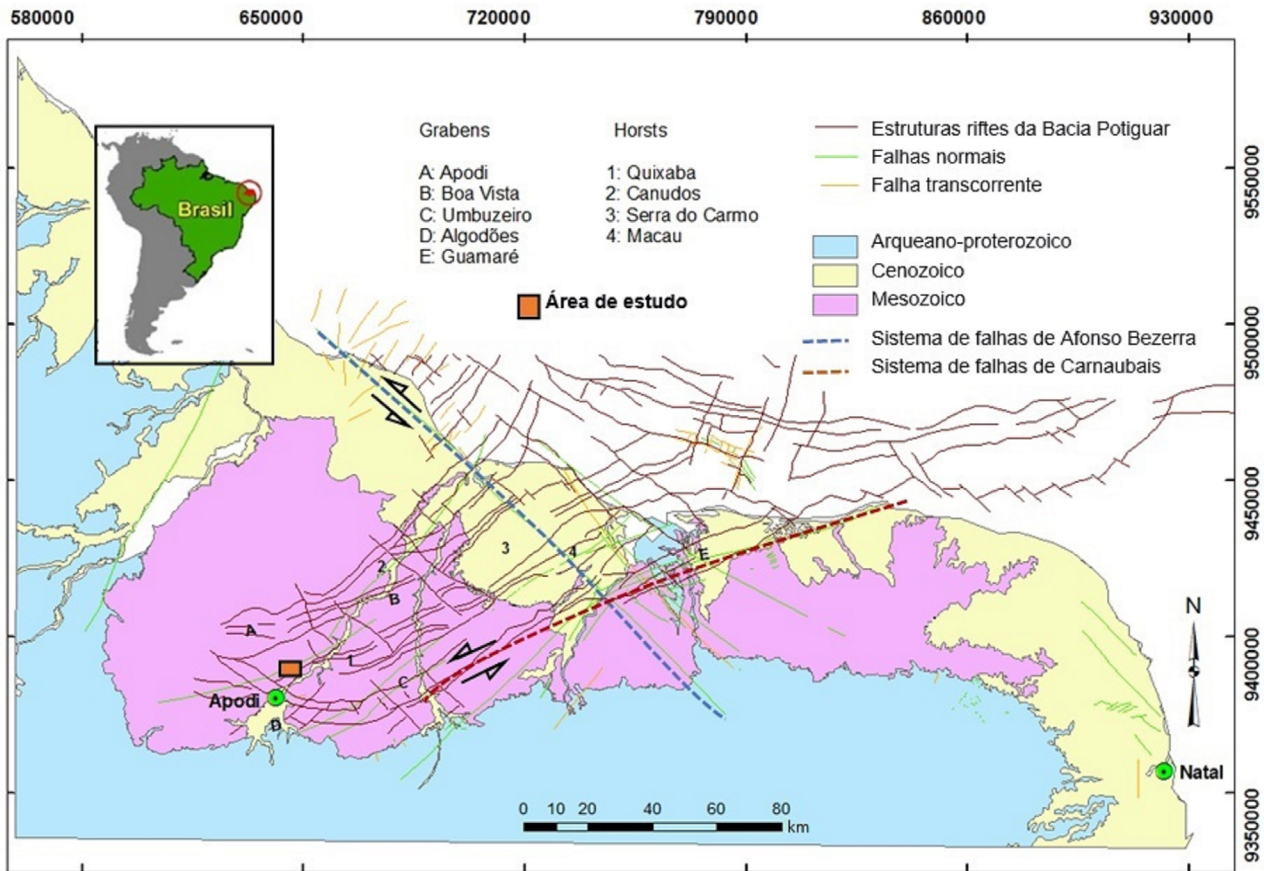 580000 650000 720000 790000 860000 930000
Grabens
A: Apodi
B: Boa Vista
C: Umbuzeiro
D: Algodões
E: Guamaré
Horsts
1: Quixaba
2: Canudos
3: Serra do Carmo
4: Macau
Área de estudo
Estruturas riftes da Bacia Potiguar
Falhas normais
Falha transcorrente
Arqueano-proterozoico
Cenozoico
Mesozoico
Sistema de falhas de Afonso Bezerra
Sistema de falhas de Carnaubais
Brasil
9550000
9500000
9450000
9400000
9350000
3
4
E
2
B
A
1
C
Apodi
D
N
Natal
0 10 20 40 60 80
km